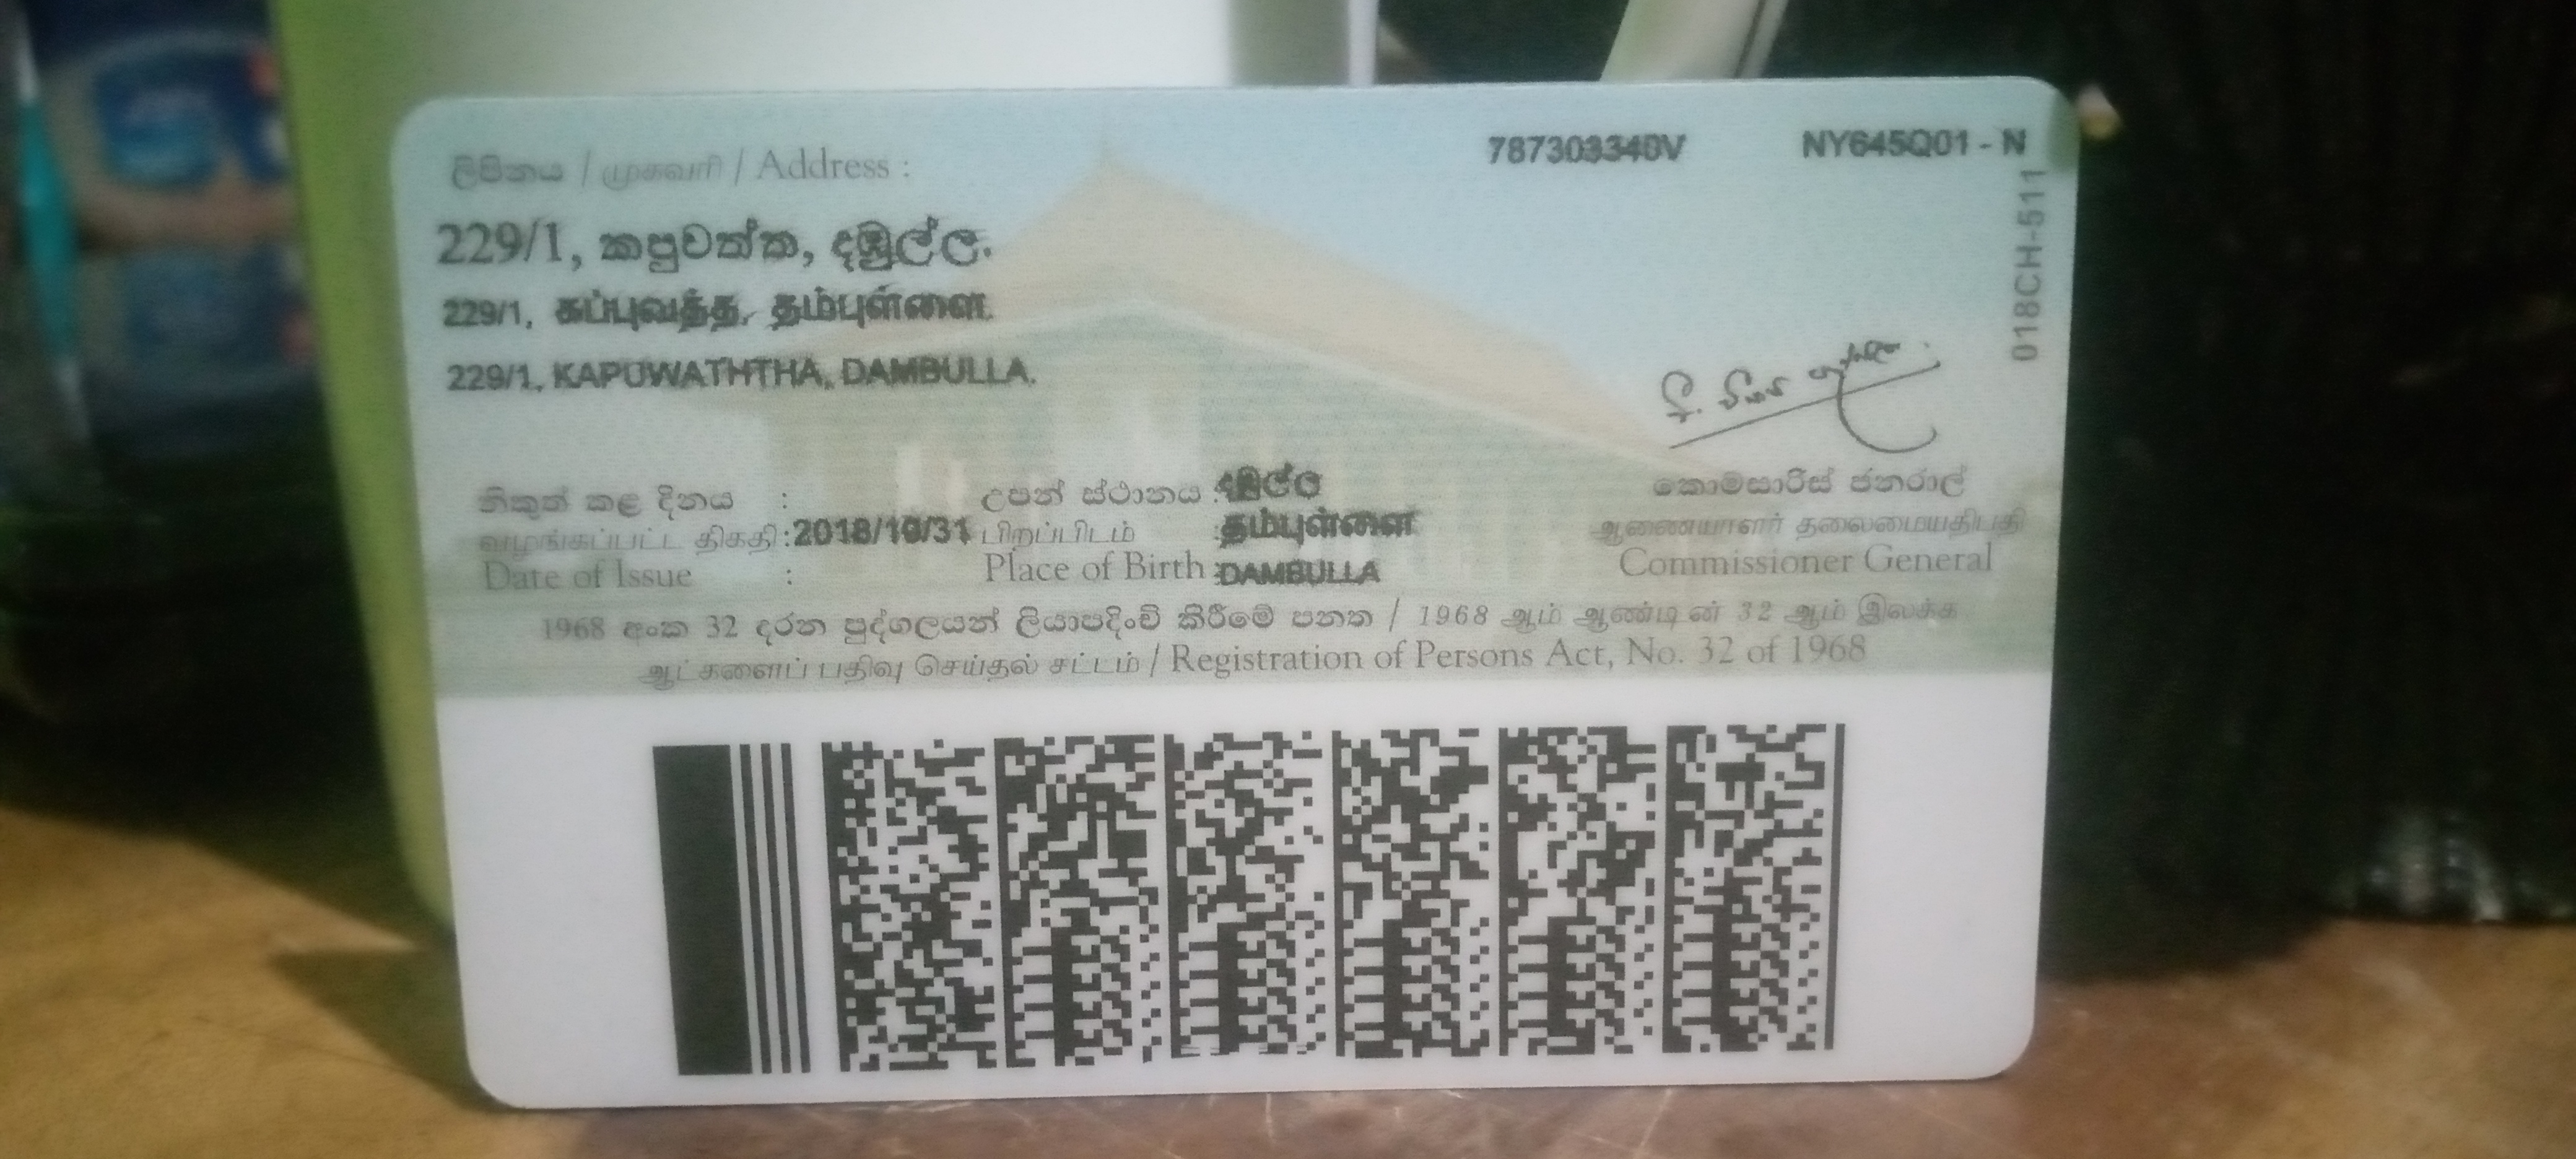 ලිපිනය / முகவரி / Address :
787303340V
NY645Q01 - N
018CH-511
229/1, කපුවත්ත, දඹුල්ල.
229/1, கப்புவத்த, தம்புள்ளை.
229/1, KAPUWATHTHA, DAMBULLA.
නිකුත් කළ දිනය :
வழங்கப்பட்ட திகதி :2018/10/31
Date of Issue :
උපන් ස්ථානය :දඹුල්ල
பிறப்பிடம் :தம்புள்ளை
Place of Birth :DAMBULLA
කොමසාරිස් ජනරාල්
ஆணையாளர் தலைமையதிபதி
Commissioner General
1968 අංක 32 දරන පුද්ගලයන් ලියාපදිංචි කිරීමේ පනත / 1968 ஆம் ஆண்டின் 32 ஆம் இலக்க
ஆட்களைப் பதிவு செய்தல் சட்டம் / Registration of Persons Act, No. 32 of 1968